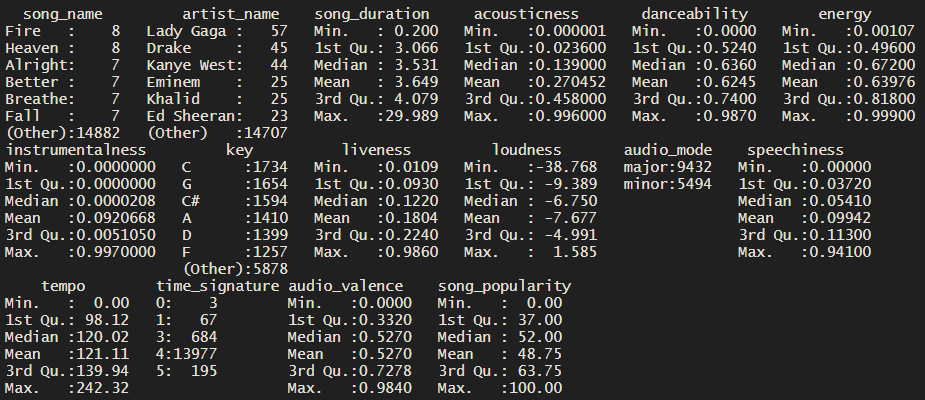 song_name artist_name song_duration acousticness danceability energy
Fire : 8 Lady Gaga : 57 Min. : 0.200 Min. :0.000001 Min. :0.0000 Min. :0.00107
Heaven : 8 Drake : 45 1st Qu.: 3.066 1st Qu.:0.023600 1st Qu.:0.5240 1st Qu.:0.49600
Alright: 7 Kanye West: 44 Median : 3.531 Median :0.139000 Median :0.6360 Median :0.67200
Better : 7 Eminem : 25 Mean : 3.649 Mean :0.270452 Mean :0.6245 Mean :0.63976
Breathe: 7 Khalid : 25 3rd Qu.: 4.079 3rd Qu.:0.458000 3rd Qu.:0.7400 3rd Qu.:0.81800
Fall : 7 Ed Sheeran: 23 Max. :29.989 Max. :0.996000 Max. :0.9870 Max. :0.99900
(Other):14882 (Other) :14707
instrumentalness key liveness loudness audio_mode speechiness
Min. :0.0000000 C :1734 Min. :0.0109 Min. :-38.768 major:9432 Min. :0.00000
1st Qu.:0.0000000 G :1654 1st Qu.:0.0930 1st Qu.: -9.389 minor:5494 1st Qu.:0.03720
Median :0.0000208 C# :1594 Median :0.1220 Median : -6.750 Median :0.05410
Mean :0.0920668 A :1410 Mean :0.1804 Mean : -7.677 Mean :0.09942
3rd Qu.:0.0051050 D :1399 3rd Qu.:0.2240 3rd Qu.: -4.991 3rd Qu.:0.11300
Max. :0.9970000 F :1257 Max. :0.9860 Max. : 1.585 Max. :0.94100
(Other):5878
tempo time_signature audio_valence song_popularity
Min. : 0.00 0: 3 Min. :0.0000 Min. : 0.00
1st Qu.: 98.12 1: 67 1st Qu.:0.3320 1st Qu.: 37.00
Median :120.02 3: 684 Median :0.5270 Median : 52.00
Mean :121.11 4:13977 Mean :0.5270 Mean : 48.75
3rd Qu.:139.94 5: 195 3rd Qu.:0.7278 3rd Qu.: 63.75
Max. :242.32 Max. :0.9840 Max. :100.00